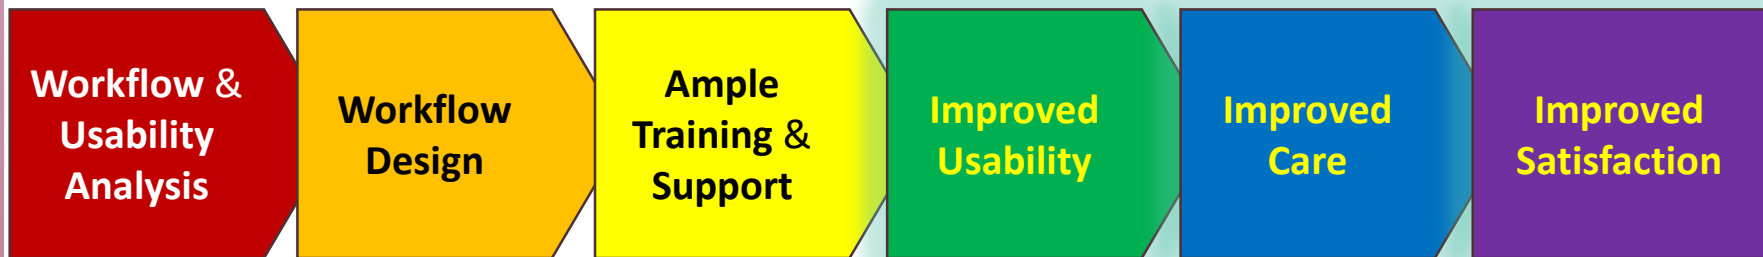 Workflow &
Usability
Analysis
Workflow
Design
Ample
Training &
Support
Improved
Usability
Improved
Care
Improved
Satisfaction